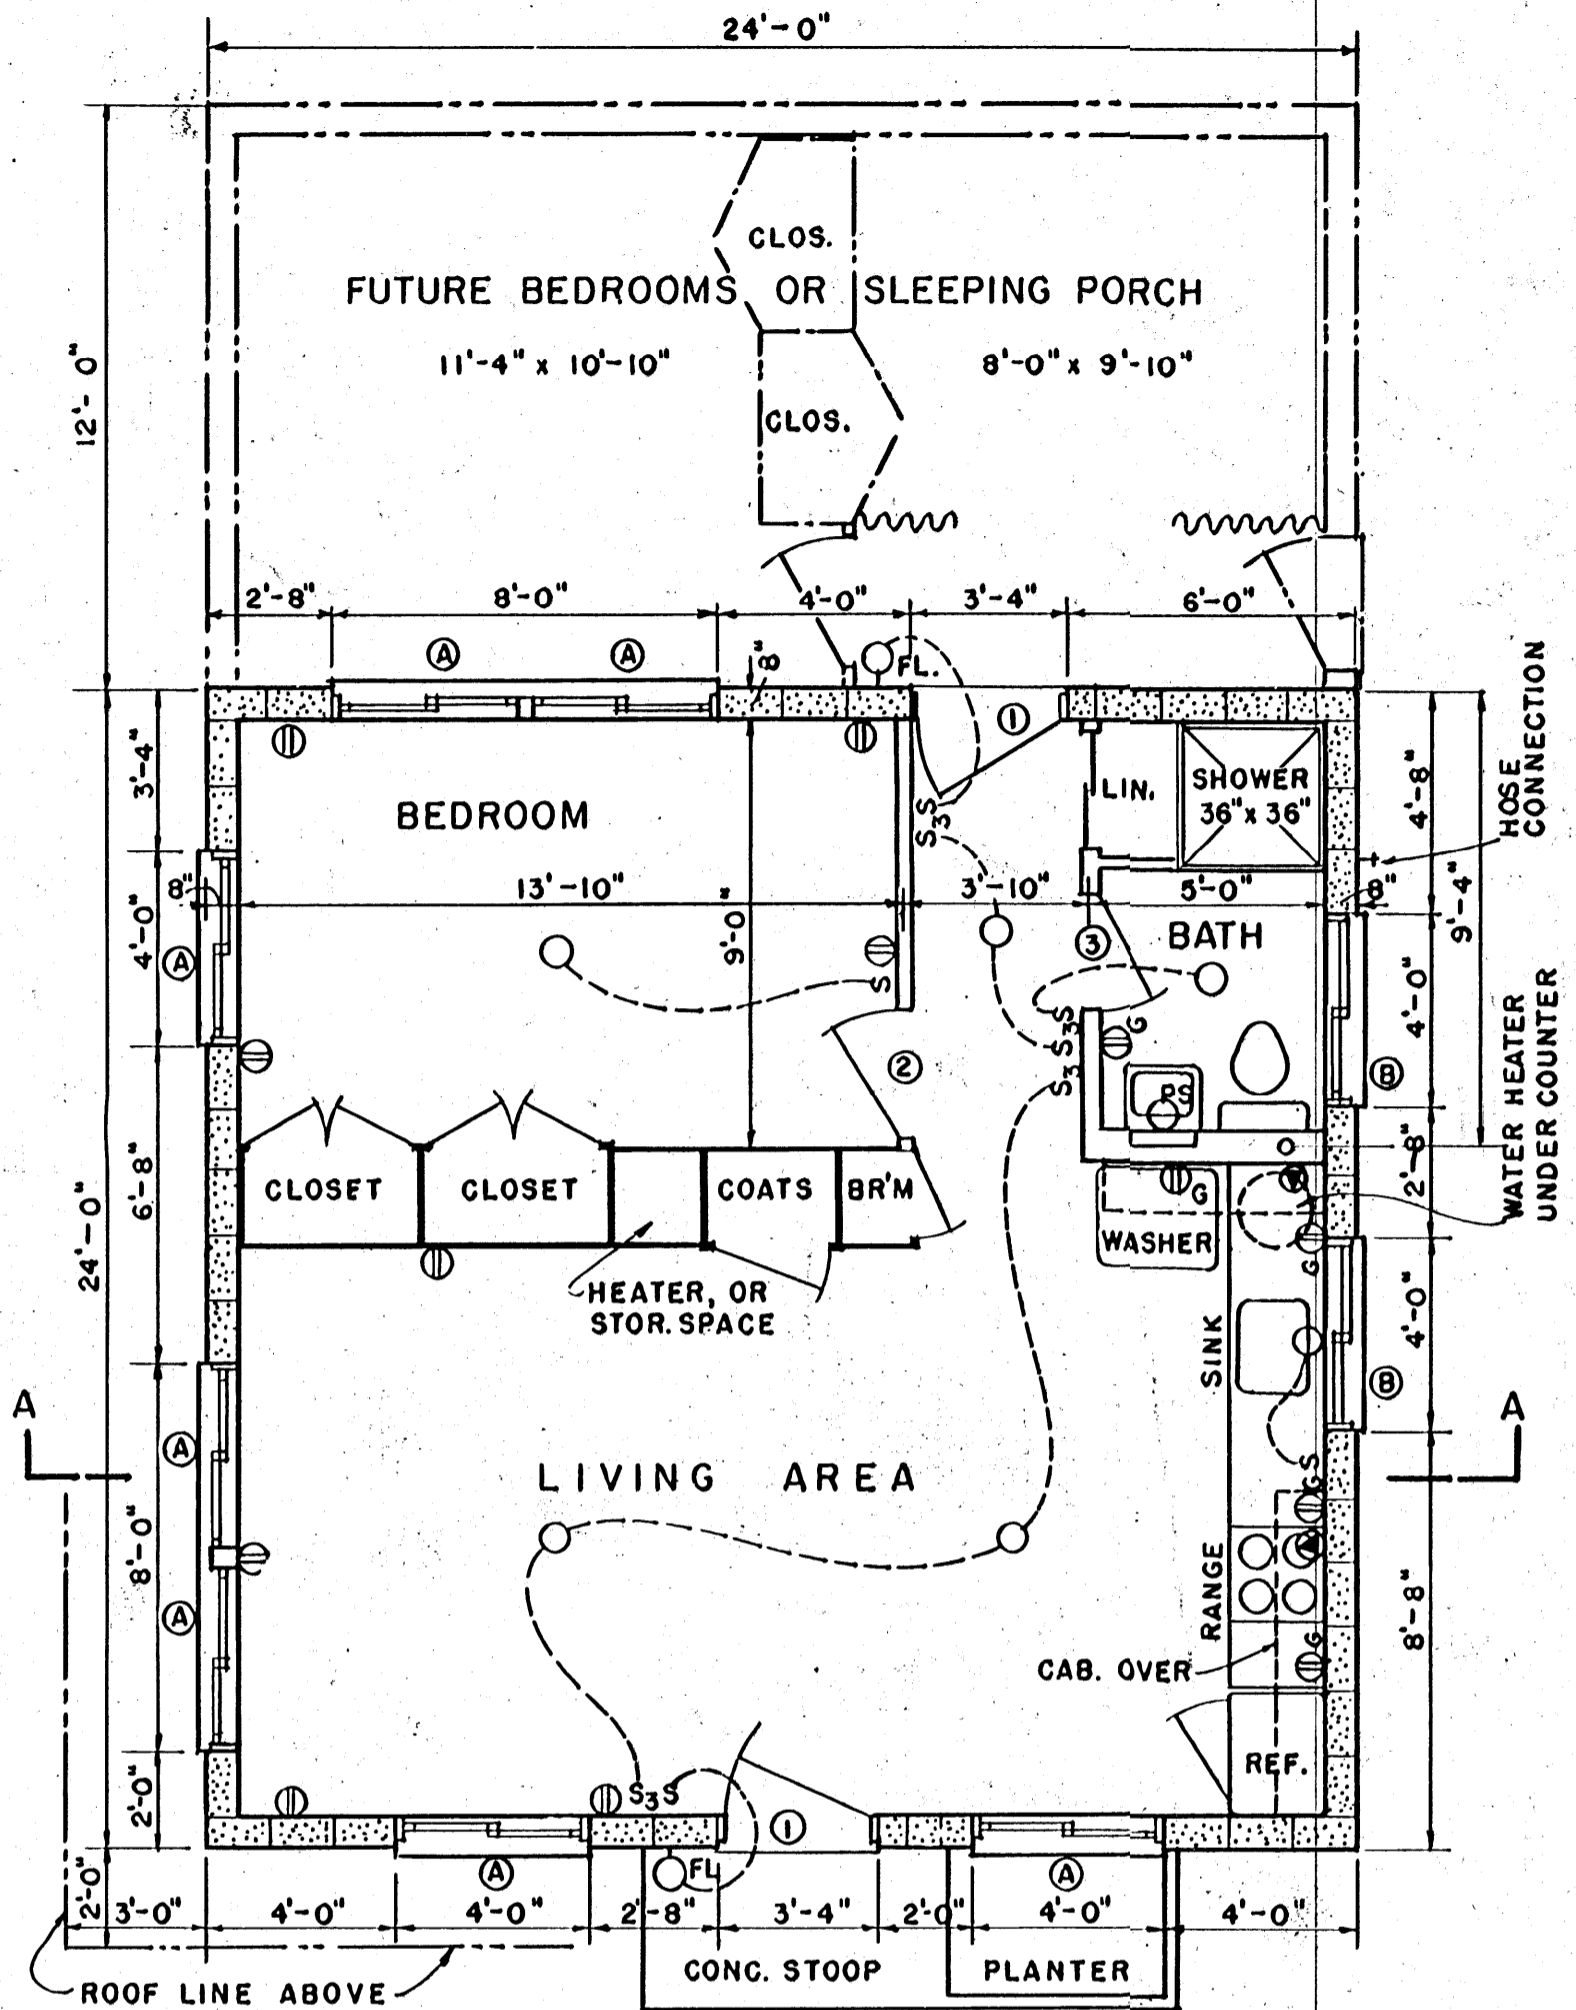 24'-0"
CLOS.
FUTURE BEDROOMS OR SLEEPING PORCH
11'-4" x 10'-10"
8'-0" x 9'-10"
12'-0"
CLOS.
2'-8"
8'-0"
4'-0"
3'-4"
6'-0"
A
A
8"
FL.
1
HOSE
CONNECTION
3'-4"
BEDROOM
S3S
LIN.
SHOWER
36" x 36"
4'-8"
8"
13'-10"
3'-10"
5'-0"
8"
9'-4"
4'-0"
A
9'-0"
S
3
BATH
4'-0"
S3S
G
S3
2
RS
B
WATER HEATER
UNDER COUNTER
6'-8"
CLOSET
CLOSET
COATS
BR'M
G
2'-8"
WASHER
G
24'-0"
HEATER, OR
STOR. SPACE
SINK
4'-0"
B
A
A
A
LIVING AREA
GS
8'-0"
RANGE
A
G
8'-8"
CAB. OVER
REF.
2'-0"
S3S
1
A
FL
A
2'-0"
3'-0"
4'-0"
4'-0"
2'-8"
3'-4"
2'-0"
4'-0"
4'-0"
CONC. STOOP
PLANTER
ROOF LINE ABOVE